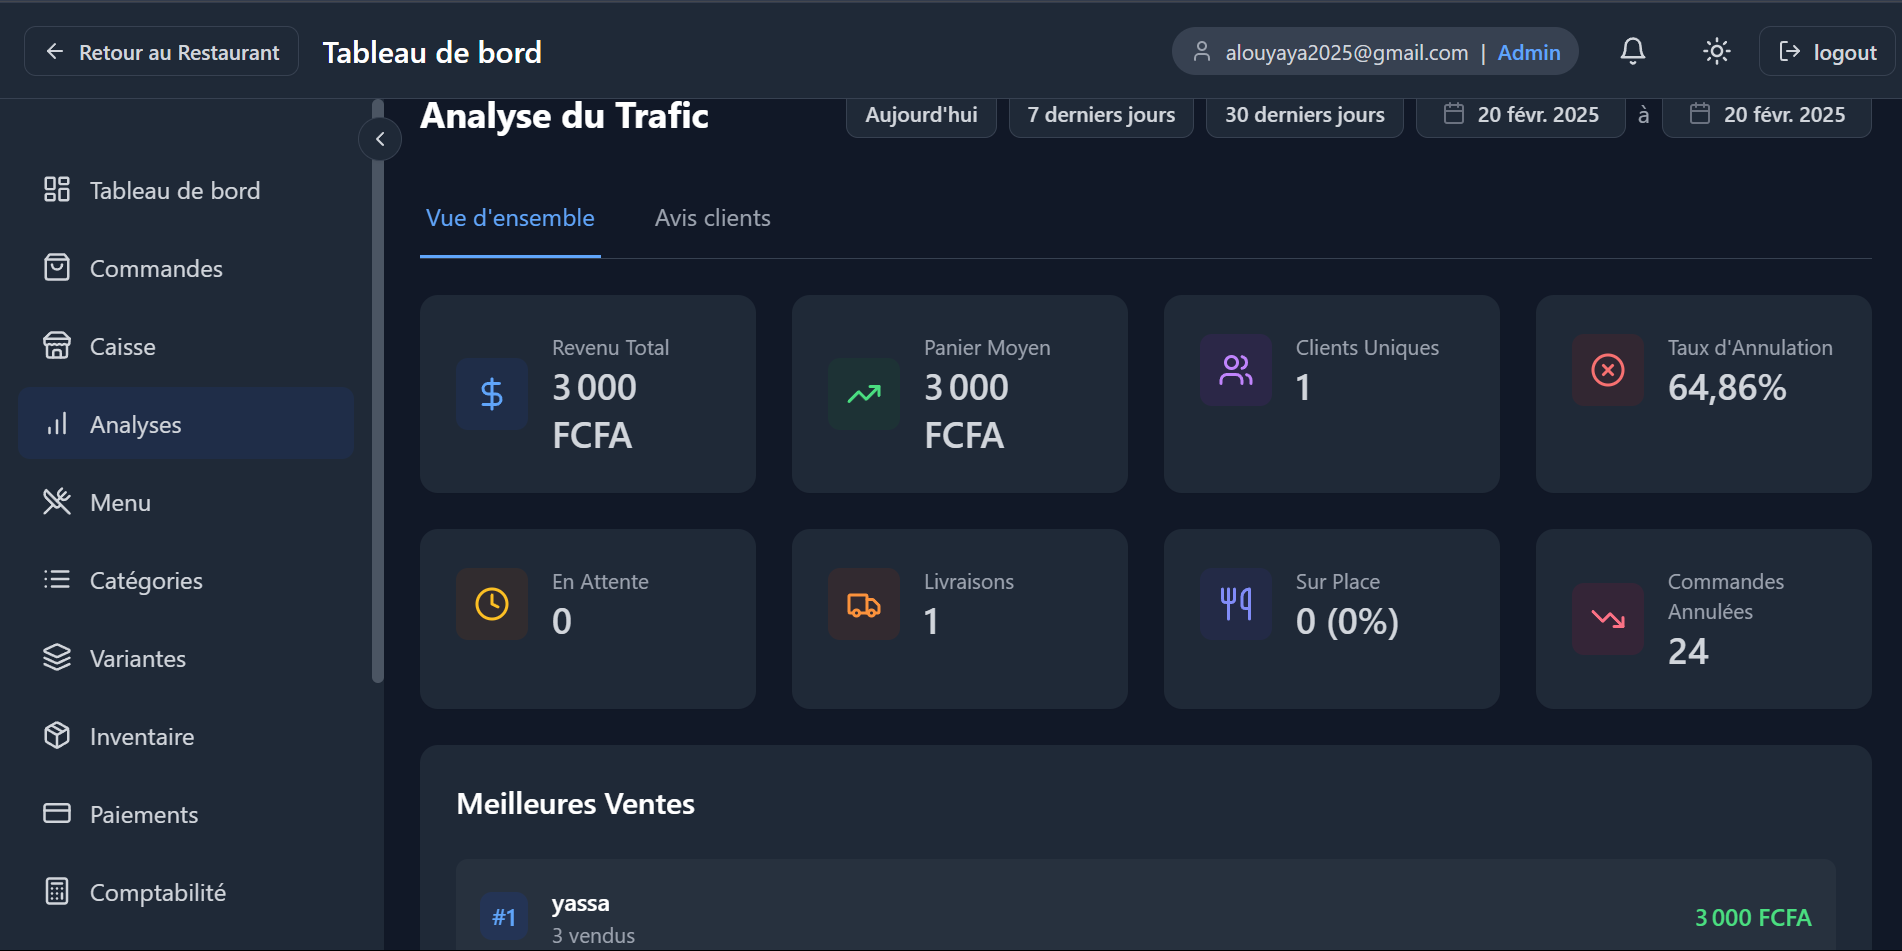 Retour au Restaurant
Tableau de bord
alouyaya2025@gmail.com | Admin
logout
Tableau de bord
Commandes
Caisse
Analyses
Menu
Catégories
Variantes
Inventaire
Paiements
Comptabilité
Analyse du Trafic
Aujourd'hui
7 derniers jours
30 derniers jours
20 févr. 2025
à
20 févr. 2025
Vue d'ensemble
Avis clients
Revenu Total
3 000
FCFA
Panier Moyen
3 000
FCFA
Clients Uniques
1
Taux d'Annulation
64,86%
En Attente
0
Livraisons
1
Sur Place
0 (0%)
Commandes
Annulées
24
Meilleures Ventes
#1
yassa
3 vendus
3 000 FCFA